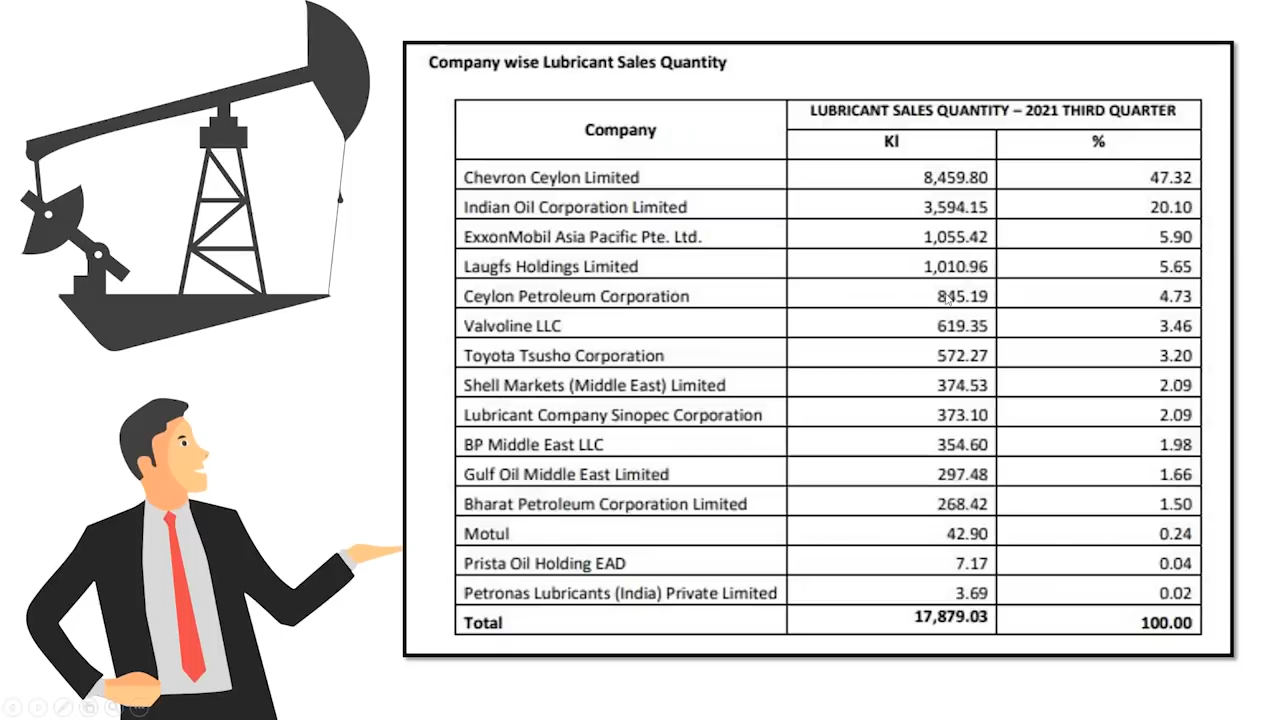 Company wise Lubricant Sales Quantity
Company LUBRICANT SALES QUANTITY – 2021 THIRD QUARTER
Kl %
Chevron Ceylon Limited 8,459.80 47.32
Indian Oil Corporation Limited 3,594.15 20.10
ExxonMobil Asia Pacific Pte. Ltd. 1,055.42 5.90
Laugfs Holdings Limited 1,010.96 5.65
Ceylon Petroleum Corporation 845.19 4.73
Valvoline LLC 619.35 3.46
Toyota Tsusho Corporation 572.27 3.20
Shell Markets (Middle East) Limited 374.53 2.09
Lubricant Company Sinopec Corporation 373.10 2.09
BP Middle East LLC 354.60 1.98
Gulf Oil Middle East Limited 297.48 1.66
Bharat Petroleum Corporation Limited 268.42 1.50
Motul 42.90 0.24
Prista Oil Holding EAD 7.17 0.04
Petronas Lubricants (India) Private Limited 3.69 0.02
Total 17,879.03 100.00